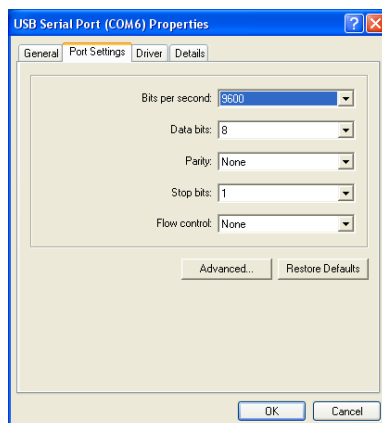 USB Serial Port (COM6) Properties
General Port Settings Driver Details
Bits per second: 9600
Data bits: 8
Parity: None
Stop bits: 1
Flow control: None
Advanced... Restore Defaults
OK Cancel